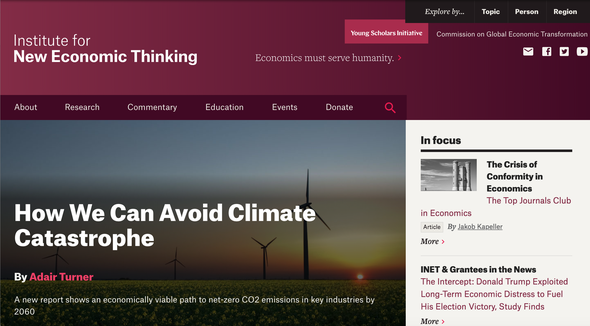 Explore by...
Topic
Person
Region
Young Scholars Initiative
Commission on Global Economic Transformation
Institute for
New Economic Thinking
Economics must serve humanity. >
About
Research
Commentary
Education
Events
Donate
How We Can Avoid Climate
Catastrophe
By Adair Turner
A new report shows an economically viable path to net-zero CO2 emissions in key industries by
2060
In focus
The Crisis of
Conformity in
Economics
The Top Journals Club
in Economics
Article By Jakob Kapeller
More >
INET & Grantees in the News
The Intercept: Donald Trump Exploited
Long-Term Economic Distress to Fuel
His Election Victory, Study Finds
More >